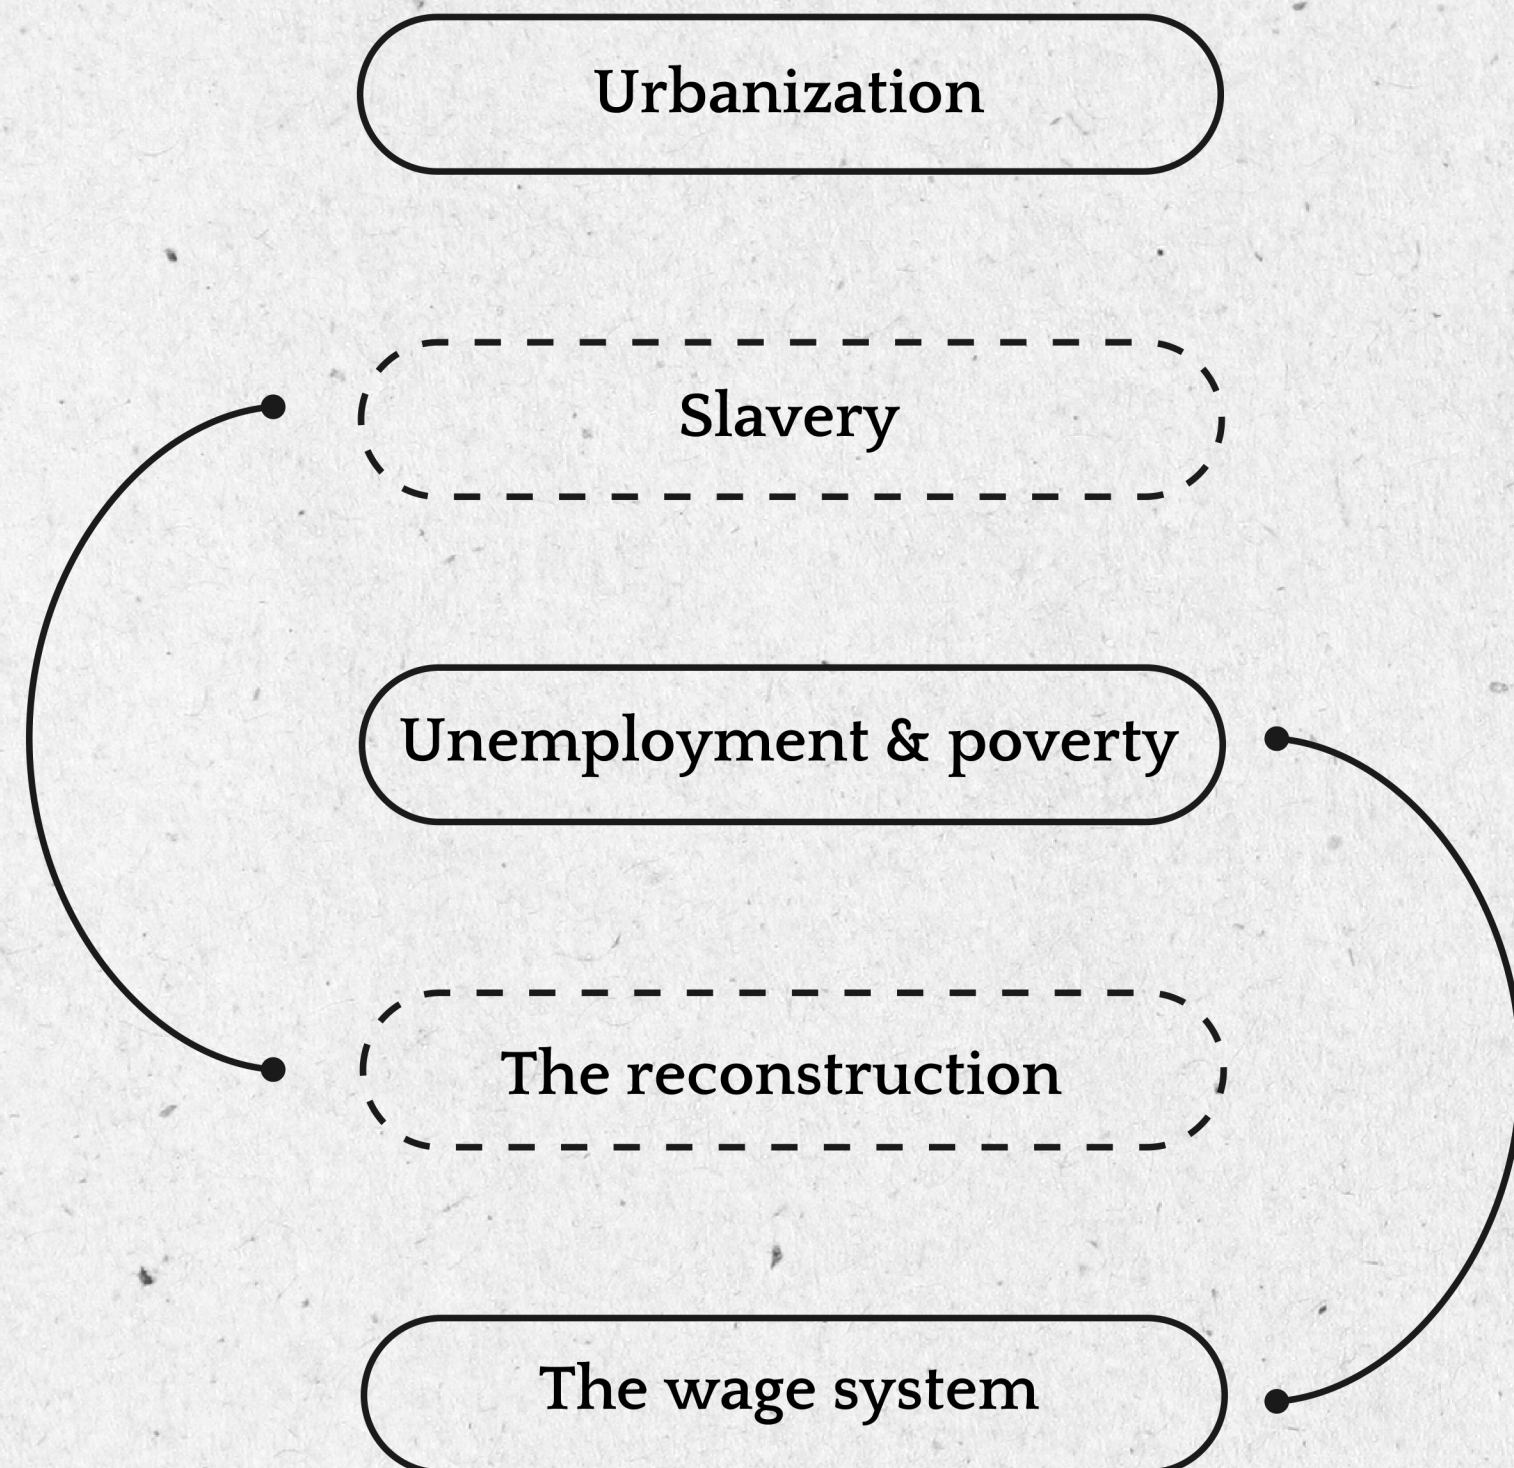 Urbanization
Slavery
Unemployment & poverty
The reconstruction
The wage system